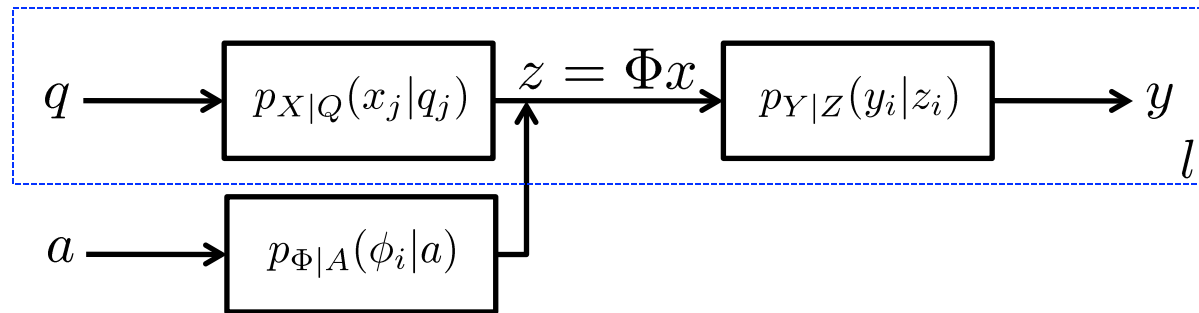 q p_{X|Q}(x_j|q_j) z = Φx p_{Y|Z}(y_i|z_i) y
l
a p_{Φ|A}(ϕ_i|a)